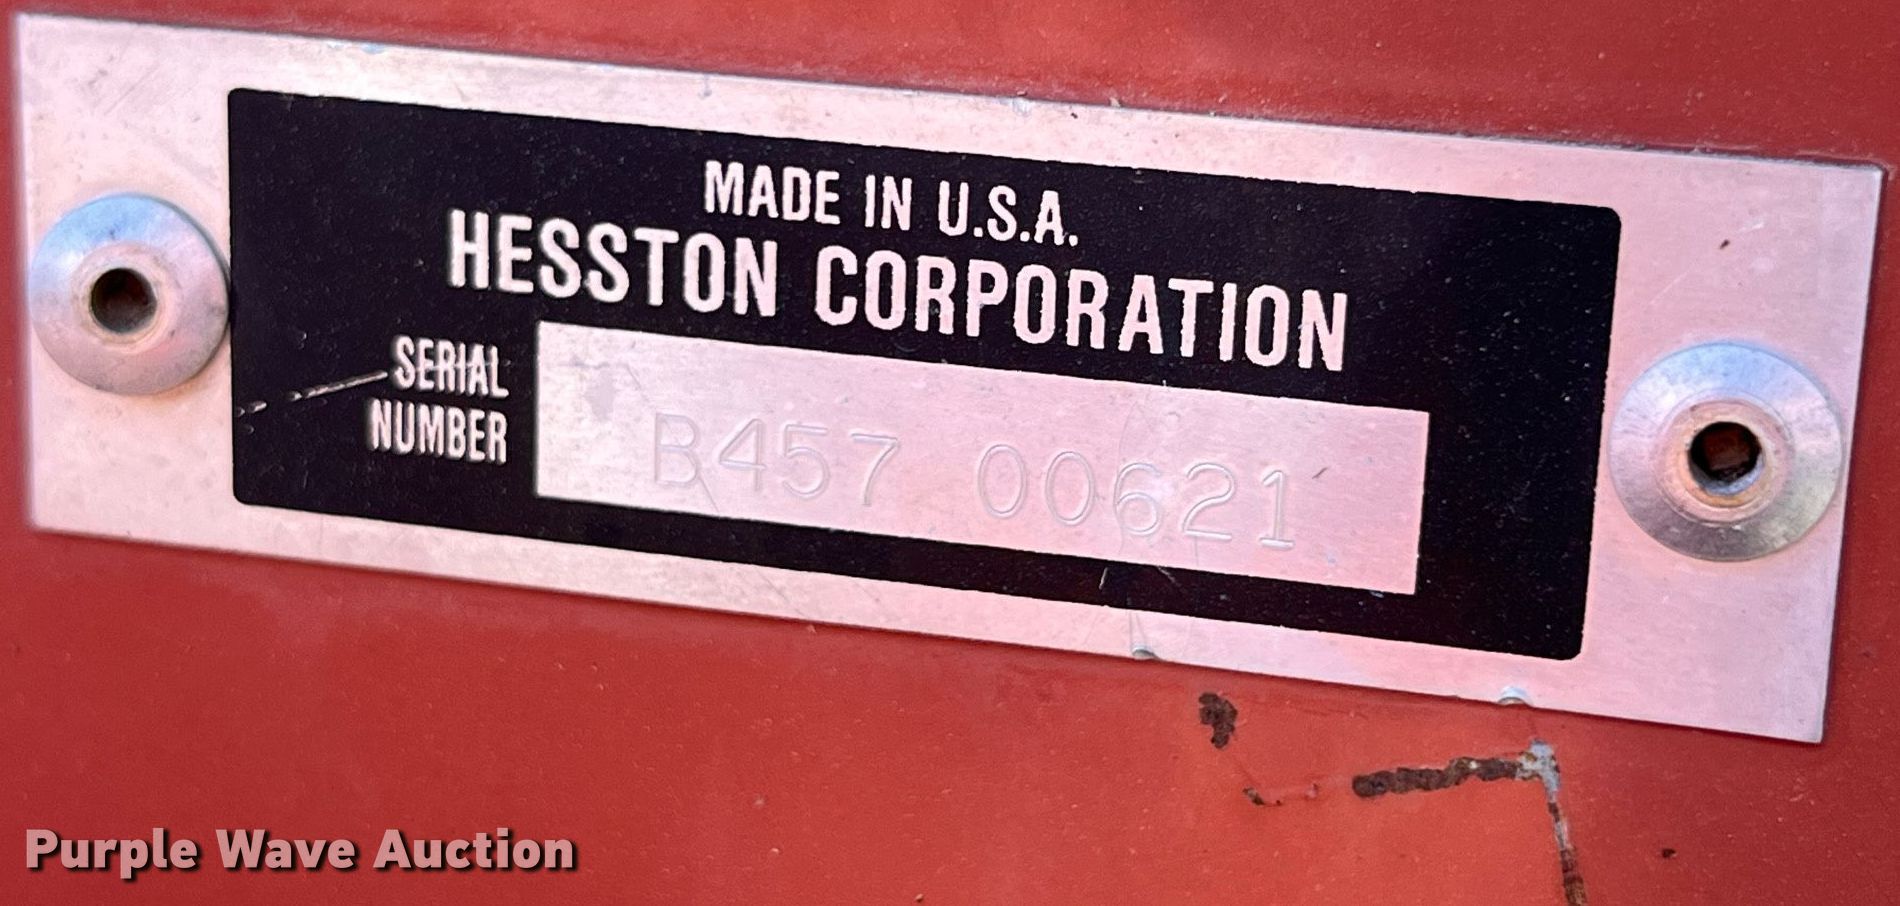 MADE IN U.S.A.
HESSTON CORPORATION
SERIAL
NUMBER
B457 00621
Purple Wave Auction